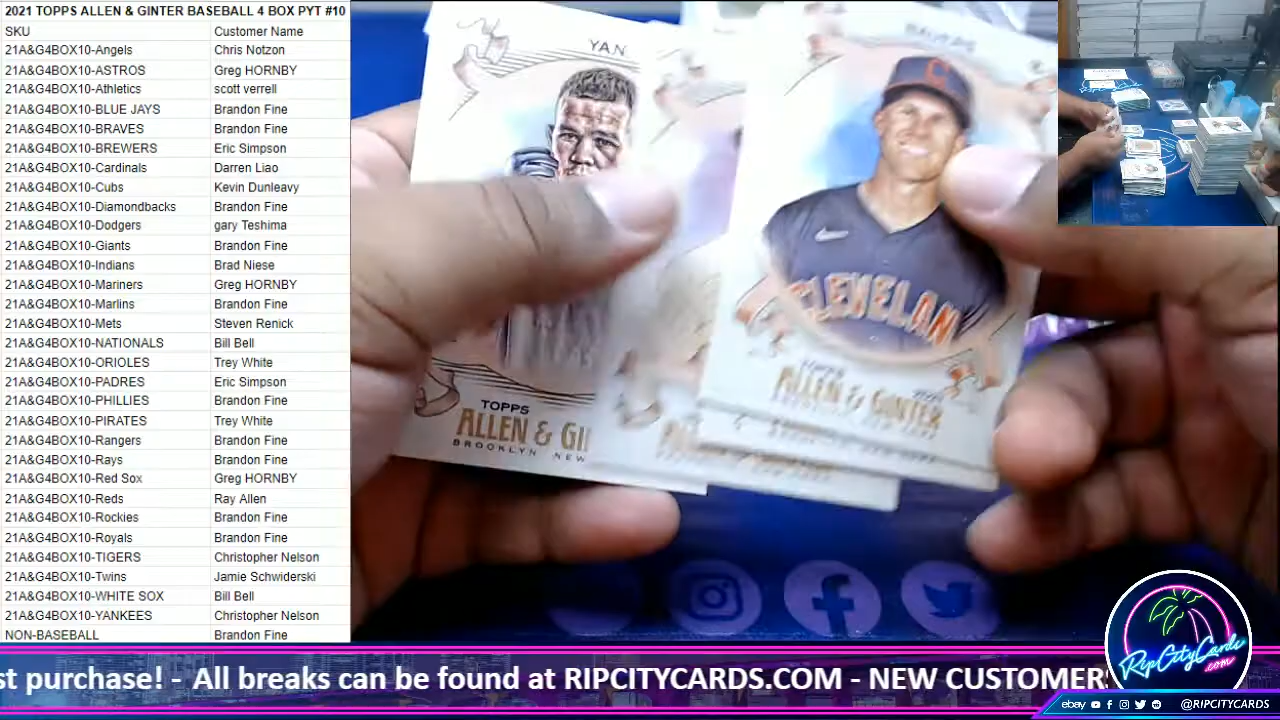 2021 TOPPS ALLEN & GINTER BASEBALL 4 BOX PYT #10
SKU Customer Name
21A&G4BOX10-Angels Chris Notzon
21A&G4BOX10-ASTROS Greg HORNBY
21A&G4BOX10-Athletics scott verrell
21A&G4BOX10-BLUE JAYS Brandon Fine
21A&G4BOX10-BRAVES Brandon Fine
21A&G4BOX10-BREWERS Eric Simpson
21A&G4BOX10-Cardinals Darren Liao
21A&G4BOX10-Cubs Kevin Dunleavy
21A&G4BOX10-Diamondbacks Brandon Fine
21A&G4BOX10-Dodgers gary Teshima
21A&G4BOX10-Giants Brandon Fine
21A&G4BOX10-Indians Brad Niese
21A&G4BOX10-Mariners Greg HORNBY
21A&G4BOX10-Marlins Brandon Fine
21A&G4BOX10-Mets Steven Renick
21A&G4BOX10-NATIONALS Bill Bell
21A&G4BOX10-ORIOLES Trey White
21A&G4BOX10-PADRES Eric Simpson
21A&G4BOX10-PHILLIES Brandon Fine
21A&G4BOX10-PIRATES Trey White
21A&G4BOX10-Rangers Brandon Fine
21A&G4BOX10-Rays Brandon Fine
21A&G4BOX10-Red Sox Greg HORNBY
21A&G4BOX10-Reds Ray Allen
21A&G4BOX10-Rockies Brandon Fine
21A&G4BOX10-Royals Brandon Fine
21A&G4BOX10-TIGERS Christopher Nelson
21A&G4BOX10-Twins Jamie Schwiderski
21A&G4BOX10-WHITE SOX Bill Bell
21A&G4BOX10-YANKEES Christopher Nelson
NON-BASEBALL Brandon Fine
YAN
TOPPS
ALLEN & GI
BROOKLYN NEW
C
CLEVELAN
TOPPS
ALLEN & GINTER
st purchase! - All breaks can be found at RIPCITYCARDS.COM - NEW CUSTOMERS
RipCityCards
.com
ebay @RIPCITYCARDS